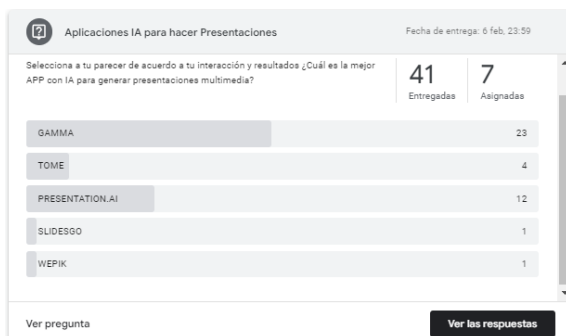 Aplicaciones IA para hacer Presentaciones
Fecha de entrega: 6 feb, 23:59
Selecciona a tu parecer de acuerdo a tu interacción y resultados ¿Cuál es la mejor
APP con IA para generar presentaciones multimedia?
41
Entregadas
7
Asignadas
GAMMA 23
TOME 4
PRESENTATION.AI 12
SLIDESGO 1
WEPIK 1
Ver pregunta
Ver las respuestas